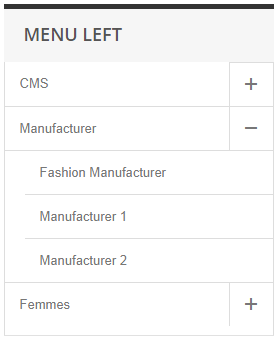 MENU LEFT
CMS +
Manufacturer −
Fashion Manufacturer
Manufacturer 1
Manufacturer 2
Femmes +